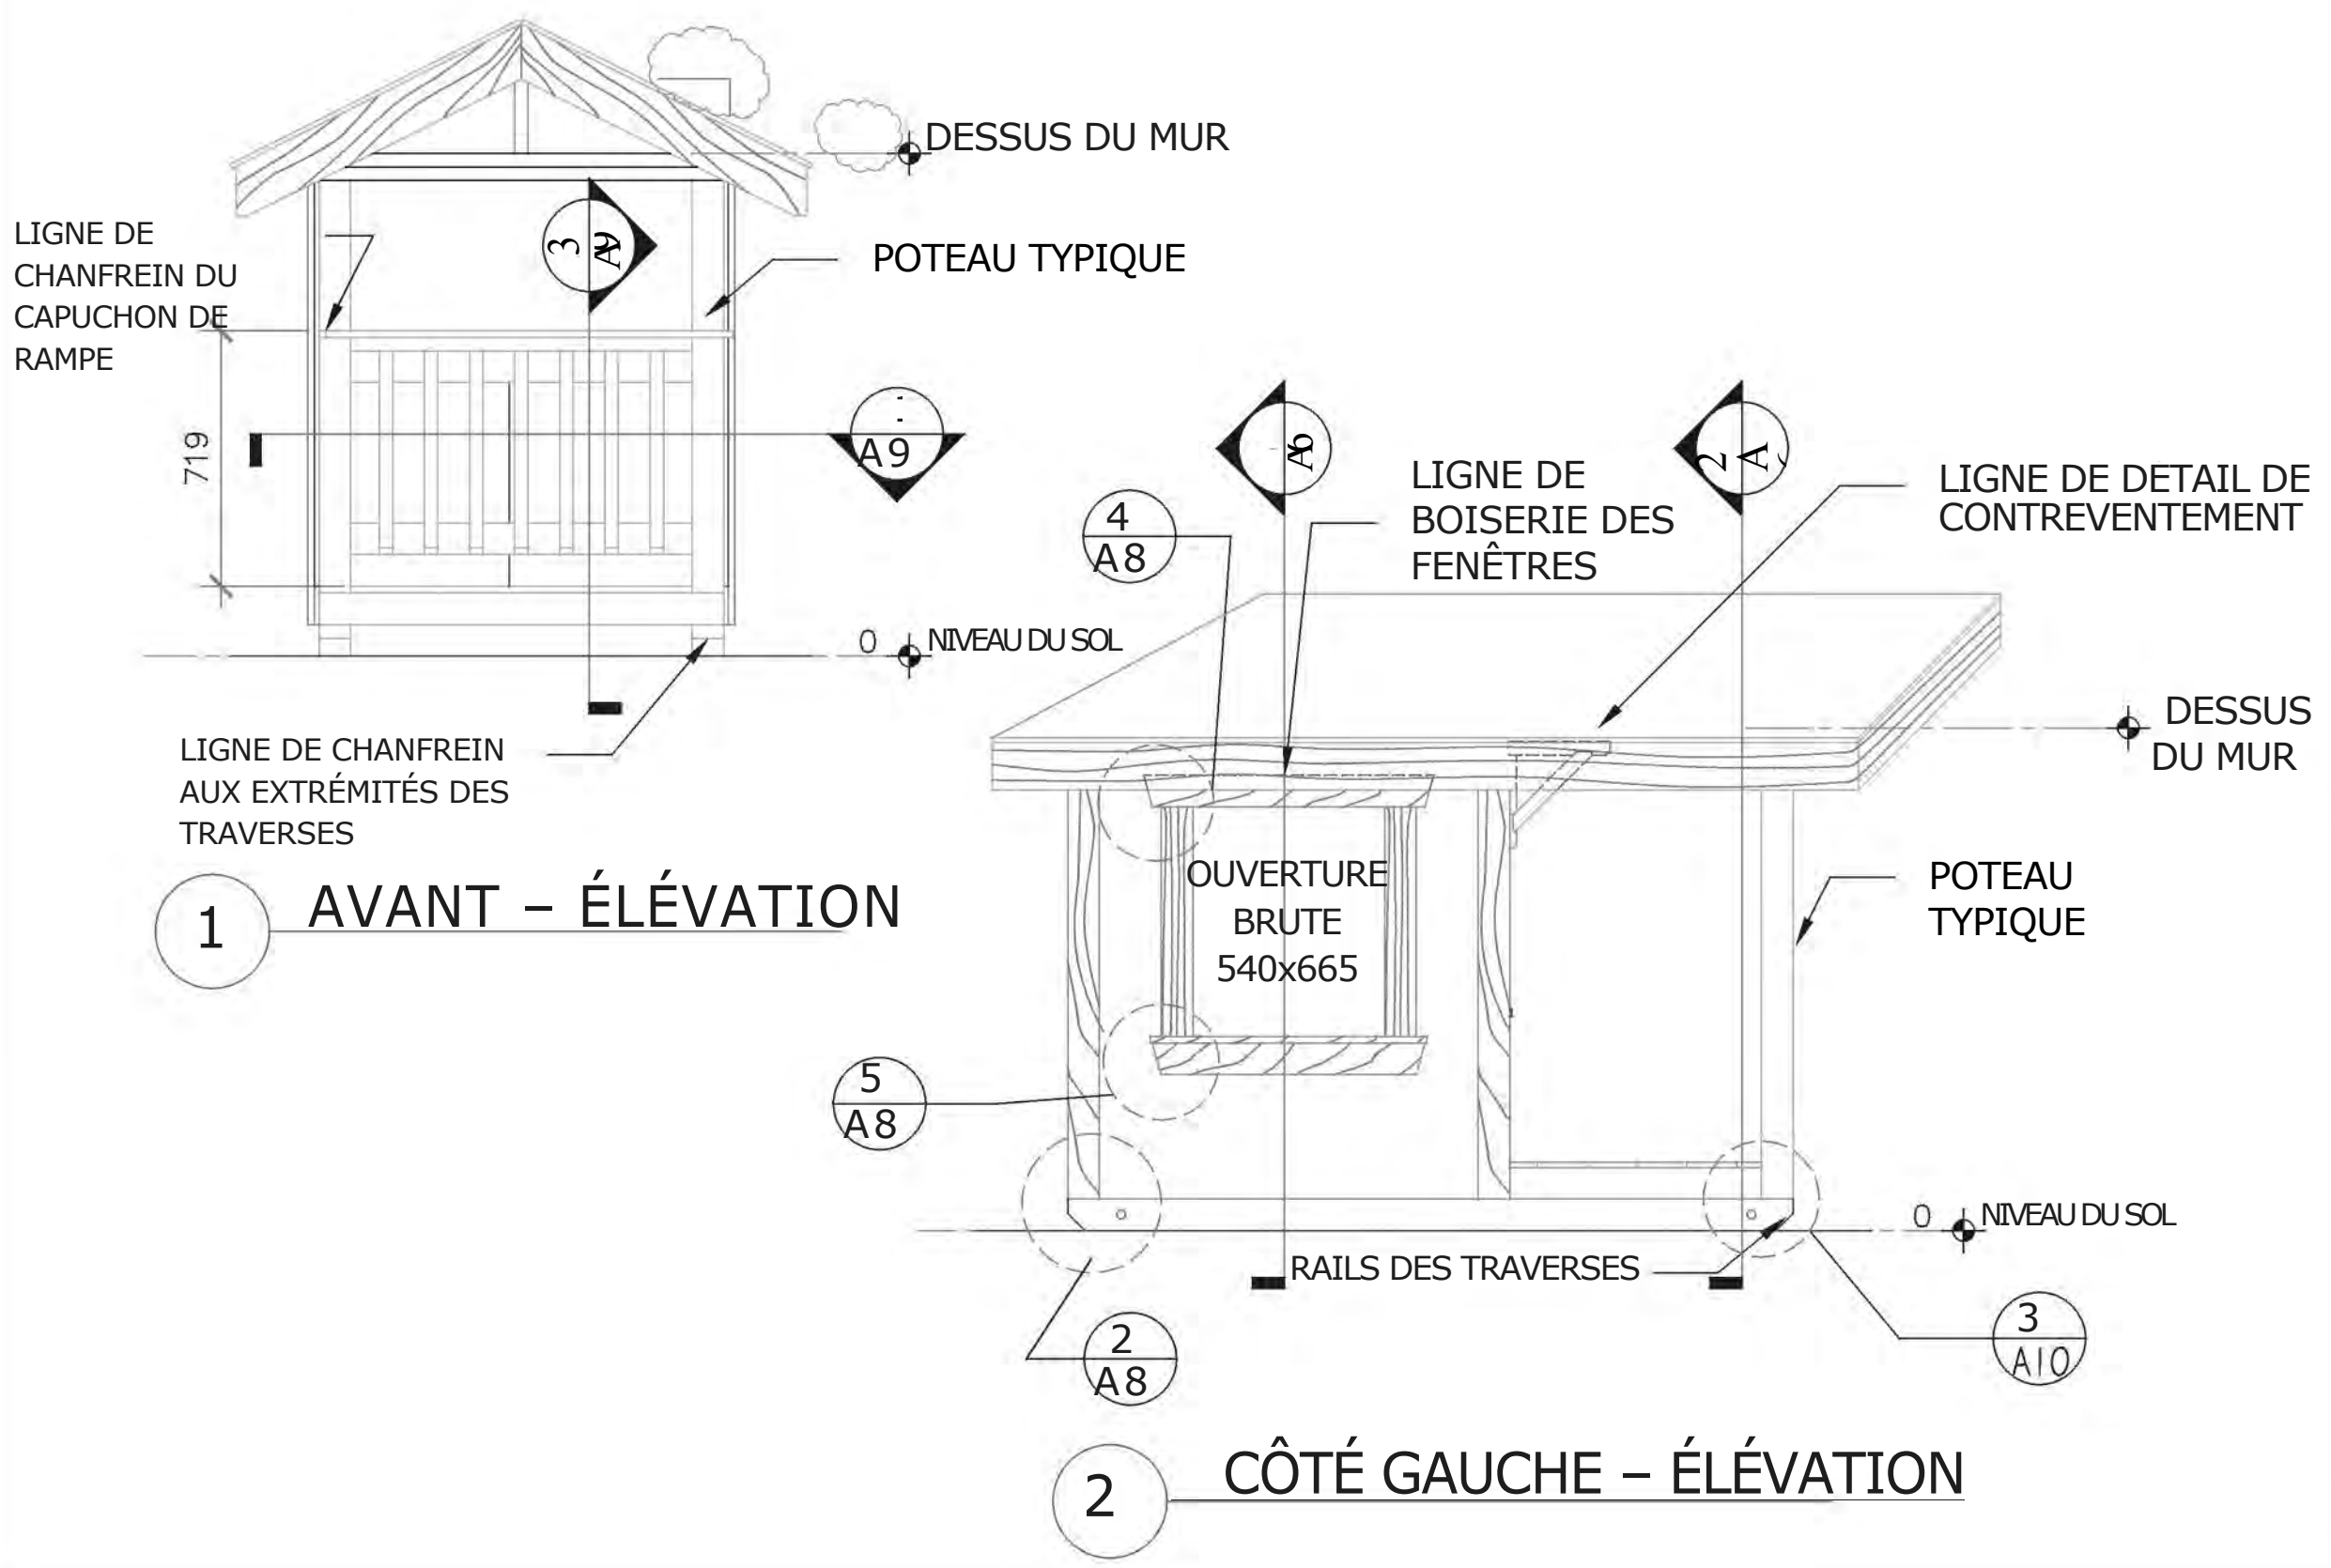 DESSUS DU MUR
LIGNE DE
CHANFREIN DU
CAPUCHON DE
RAMPE
3
A9
POTEAU TYPIQUE
719
A9
0 NIVEAU DU SOL
LIGNE DE CHANFREIN
AUX EXTRÉMITÉS DES
TRAVERSES
1 AVANT – ÉLÉVATION
A6
2
A
4
A8
LIGNE DE
BOISERIE DES
FENÊTRES
LIGNE DE DETAIL DE
CONTREVENTEMENT
DESSUS
DU MUR
OUVERTURE
BRUTE
540x665
POTEAU
TYPIQUE
5
A8
0 NIVEAU DU SOL
RAILS DES TRAVERSES
2
A8
3
A10
2 CÔTÉ GAUCHE – ÉLÉVATION